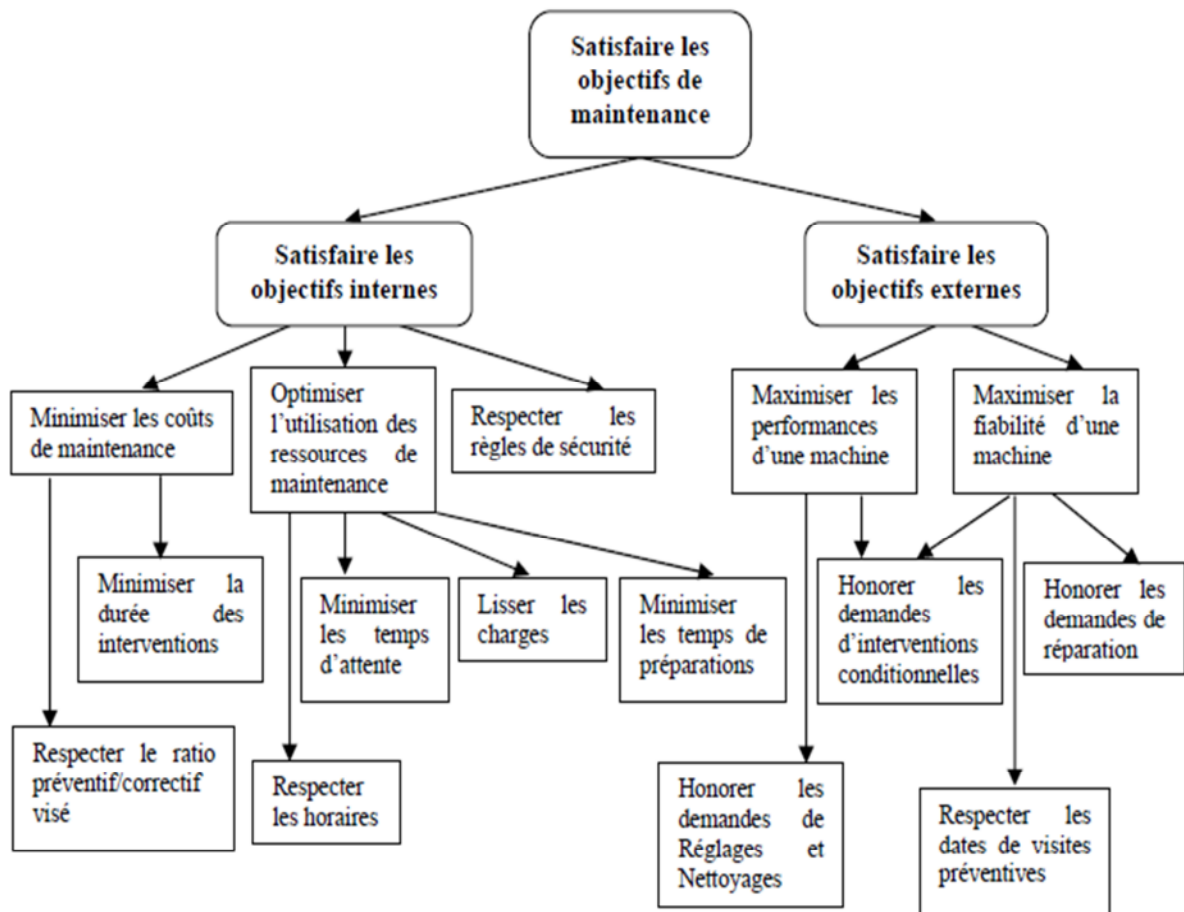 Satisfaire les
objectifs de
maintenance
Satisfaire les
objectifs internes
Satisfaire les
objectifs externes
Minimiser les coûts
de maintenance
Optimiser
l’utilisation des
ressources de
maintenance
Respecter les
règles de sécurité
Maximiser les
performances
d’une machine
Maximiser la
fiabilité d’une
machine
Minimiser la
durée des
interventions
Minimiser
les temps
d’attente
Lisser les
charges
Minimiser
les temps de
préparations
Honorer les
demandes
d’interventions
conditionnelles
Honorer les
demandes de
réparation
Respecter le ratio
préventif/correctif
visé
Respecter
les horaires
Honorer les
demandes de
Réglages et
Nettoyages
Respecter les
dates de visites
préventives